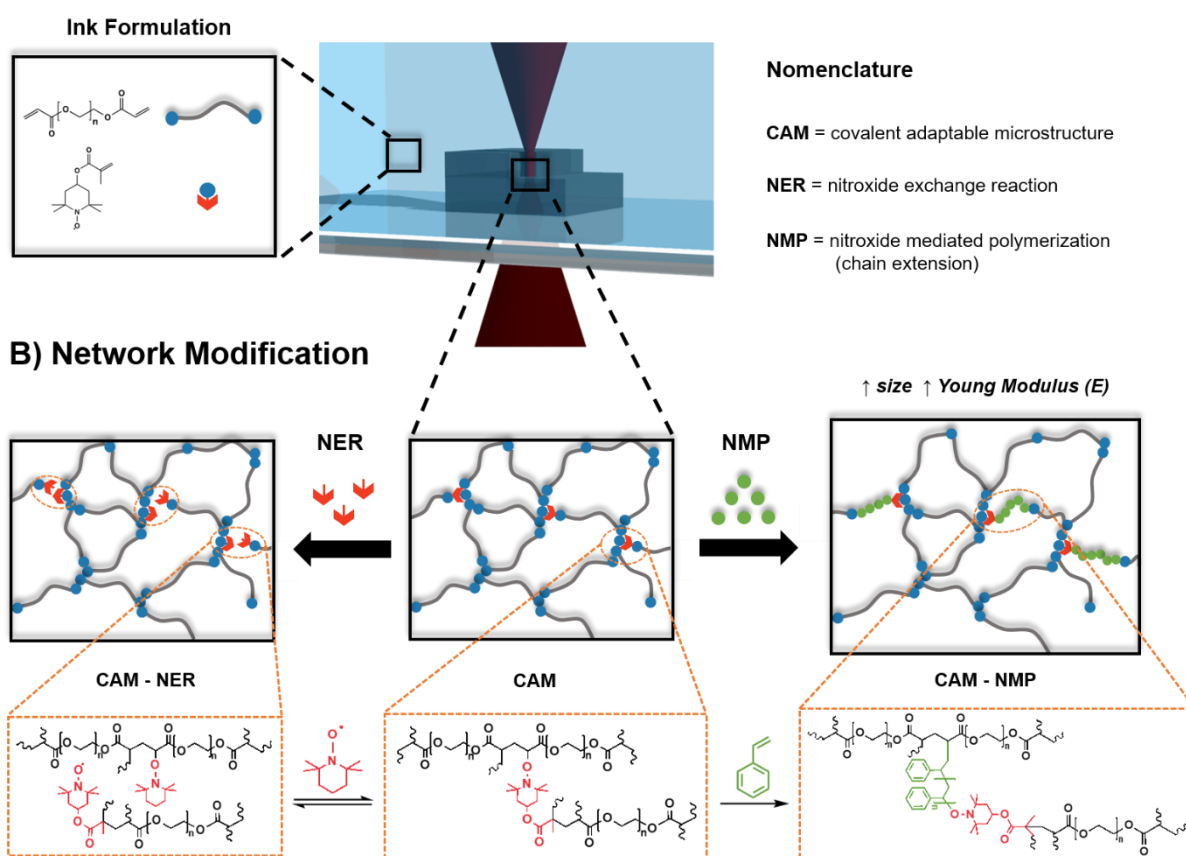 Ink Formulation
Nomenclature
CAM = covalent adaptable microstructure
NER = nitroxide exchange reaction
NMP = nitroxide mediated polymerization
(chain extension)
B) Network Modification
↑ size ↑ Young Modulus (E)
NER
NMP
CAM - NER
CAM
CAM - NMP